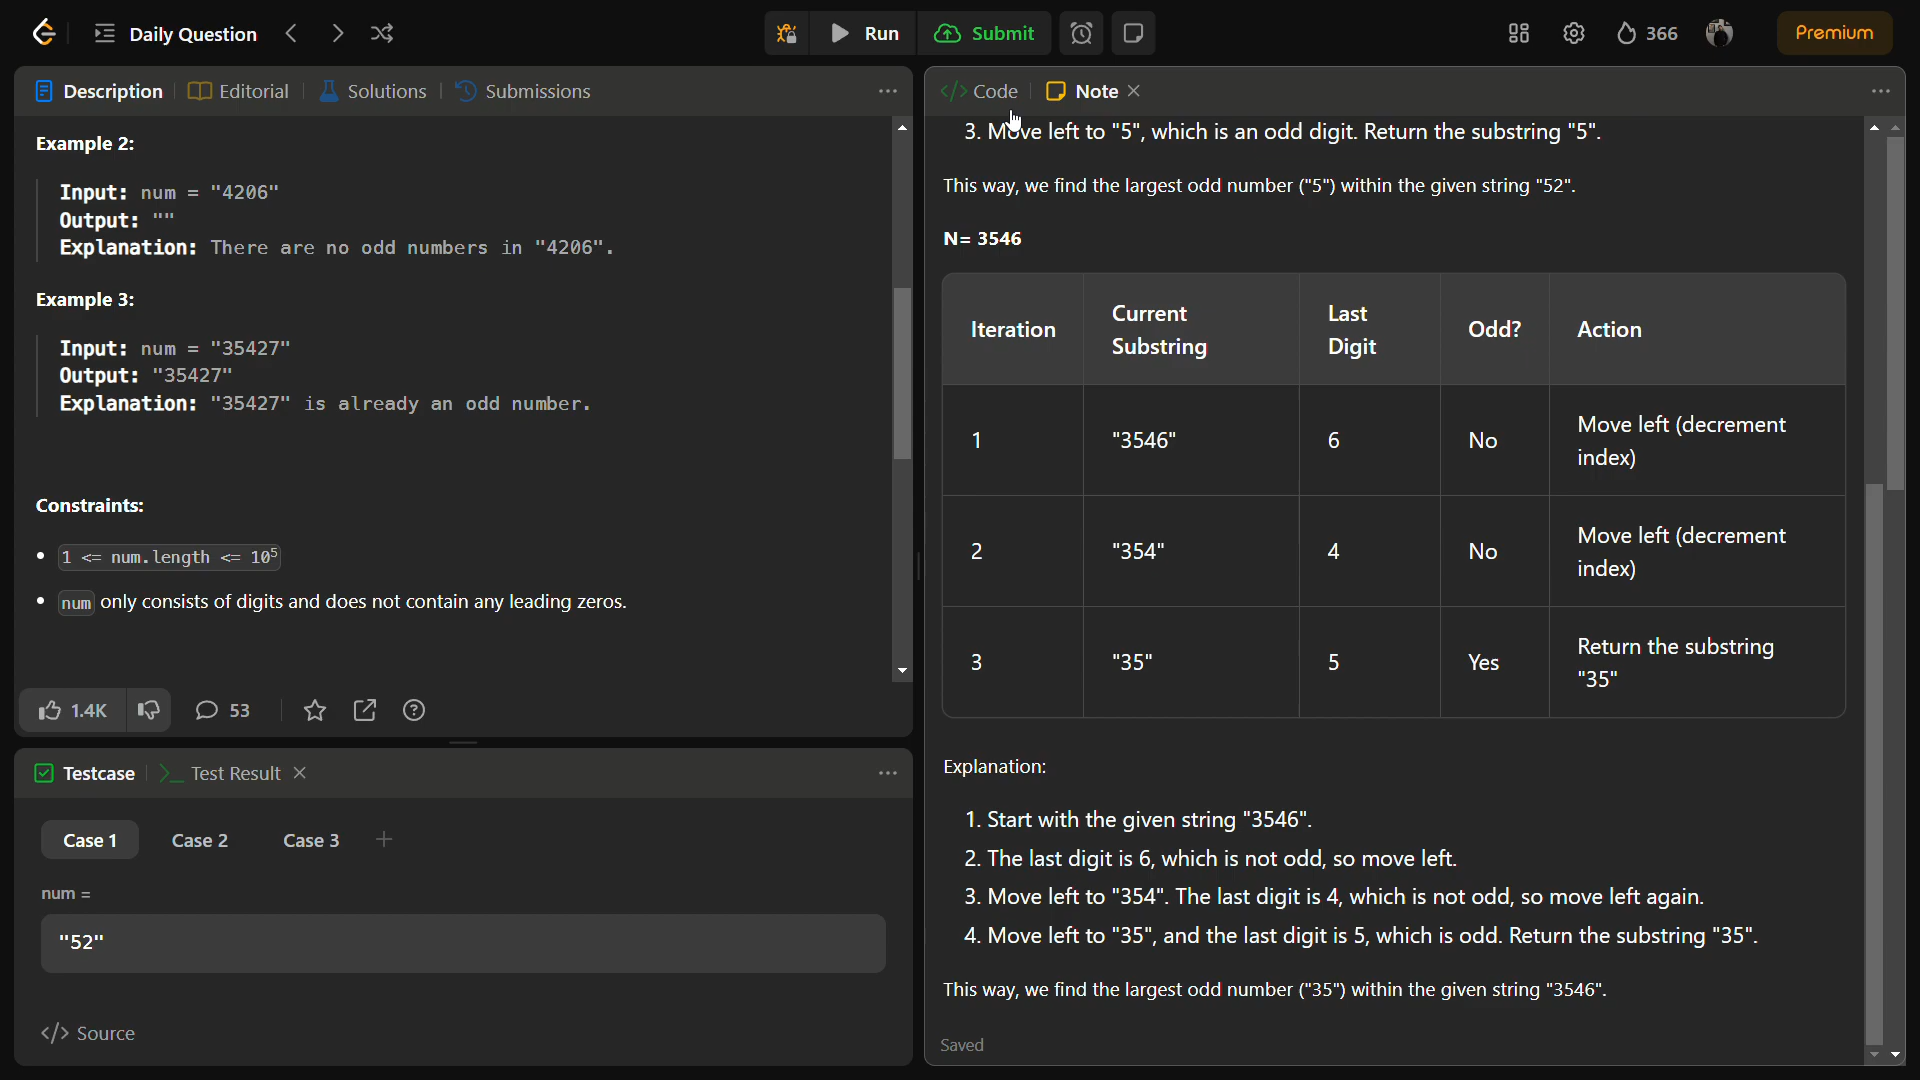 Daily Question
Run
Submit
366
Premium
Description
Editorial
Solutions
Submissions
Example 2:
Input: num = "4206"
Output: ""
Explanation: There are no odd numbers in "4206".
Example 3:
Input: num = "35427"
Output: "35427"
Explanation: "35427" is already an odd number.
Constraints:
• 1 <= num.length <= 10⁵
• num only consists of digits and does not contain any leading zeros.
1.4K
53
Testcase
Test Result
Case 1
Case 2
Case 3
num =
"52"
</> Source
</> Code
Note
3. Move left to "5", which is an odd digit. Return the substring "5".
This way, we find the largest odd number ("5") within the given string "52".
N= 3546
Iteration
Current
Substring
Last
Digit
Odd?
Action
1
"3546"
6
No
Move left (decrement
index)
2
"354"
4
No
Move left (decrement
index)
3
"35"
5
Yes
Return the substring
"35"
Explanation:
1. Start with the given string "3546".
2. The last digit is 6, which is not odd, so move left.
3. Move left to "354". The last digit is 4, which is not odd, so move left again.
4. Move left to "35", and the last digit is 5, which is odd. Return the substring "35".
This way, we find the largest odd number ("35") within the given string "3546".
Saved